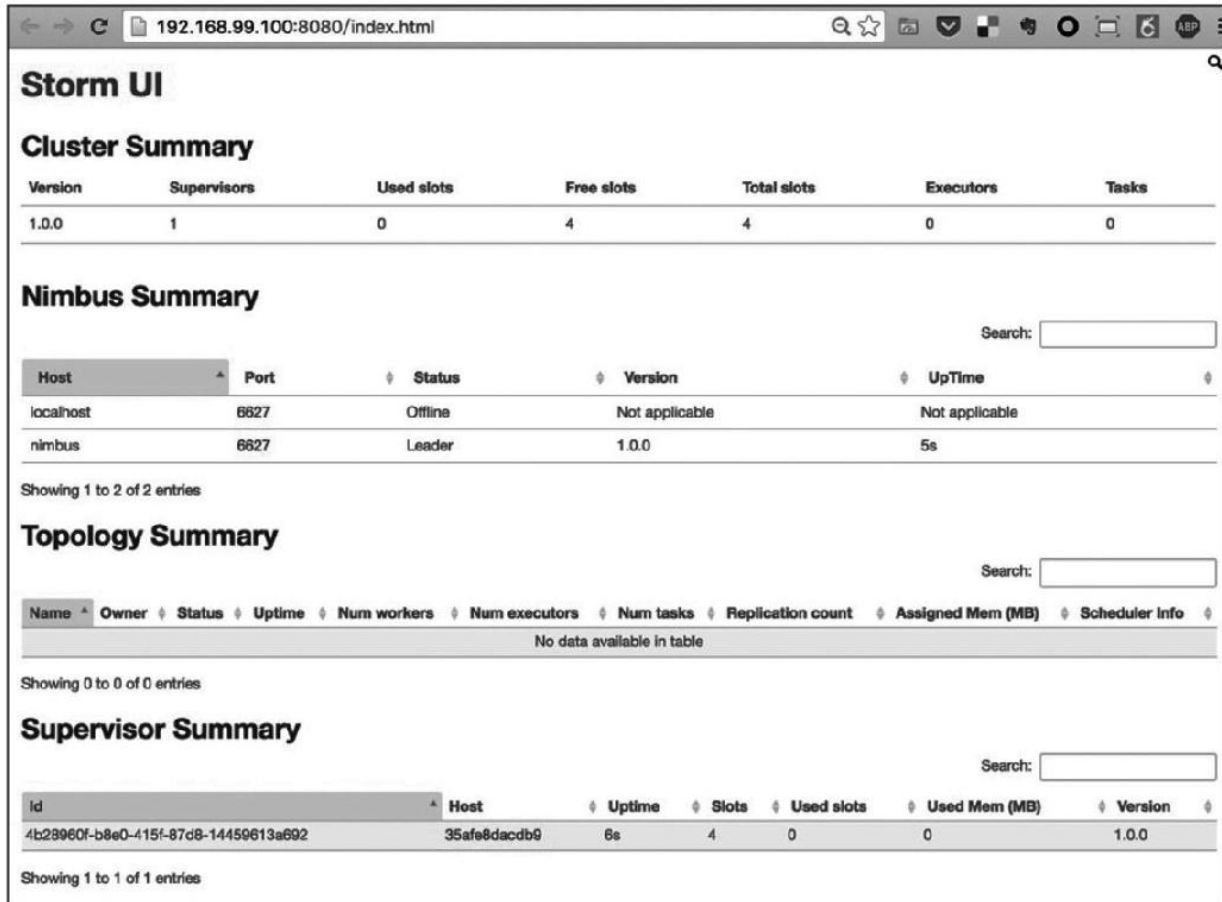 192.168.99.100:8080/index.html
ABP
Storm UI
Cluster Summary
Version Supervisors Used slots Free slots Total slots Executors Tasks
1.0.0 1 0 4 4 0 0
Nimbus Summary
Search:
Host Port Status Version UpTime
localhost 6627 Offline Not applicable Not applicable
nimbus 6627 Leader 1.0.0 5s
Showing 1 to 2 of 2 entries
Topology Summary
Search:
Name Owner Status Uptime Num workers Num executors Num tasks Replication count Assigned Mem (MB) Scheduler Info
No data available in table
Showing 0 to 0 of 0 entries
Supervisor Summary
Search:
Id Host Uptime Slots Used slots Used Mem (MB) Version
4b28960f-b8e0-415f-87d8-14459613a692 35afe8dacdb9 6s 4 0 0 1.0.0
Showing 1 to 1 of 1 entries